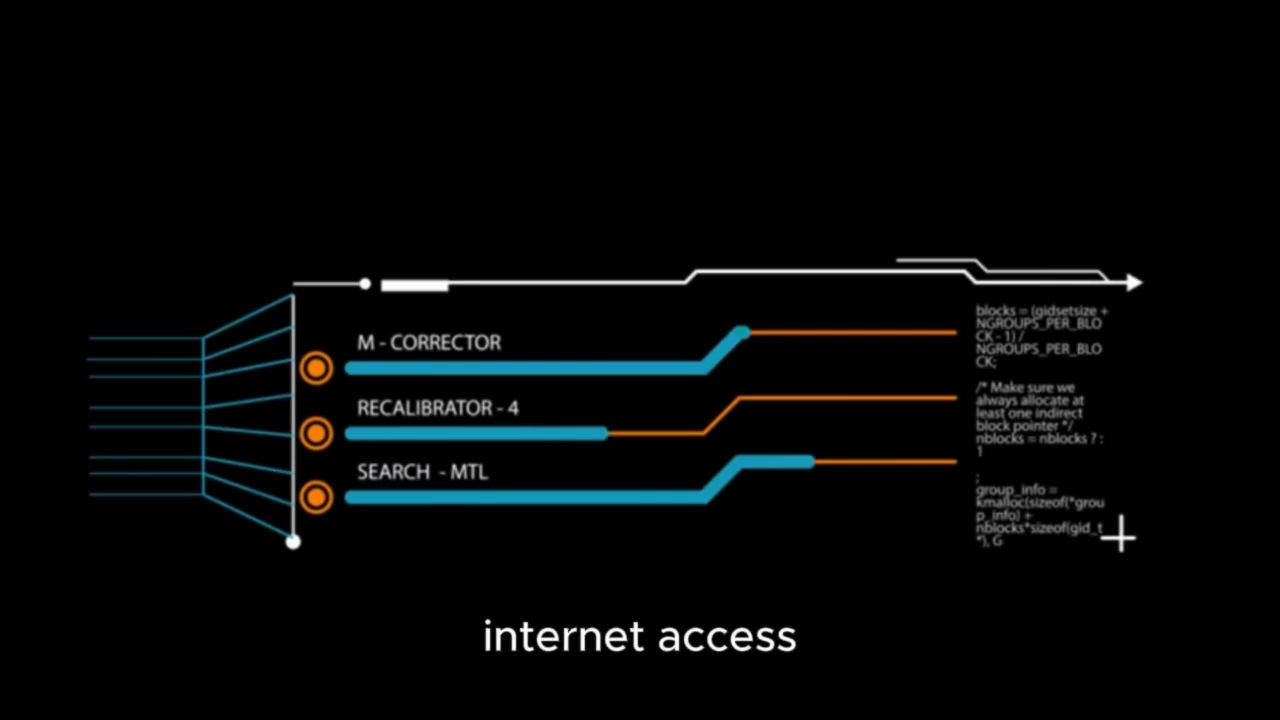 M - CORRECTOR
RECALIBRATOR - 4
SEARCH - MTL
blocks = (gidsetsize +
NGROUPS_PER_BLO
CK - 1) /
NGROUPS_PER_BLO
CK;
/* Make sure we
always allocate at
least one indirect
block pointer */
nblocks = nblocks ? :
1
;
group_info =
kmalloc(sizeof(*grou
p_info) +
nblocks*sizeof(gid_t
*), G
internet access